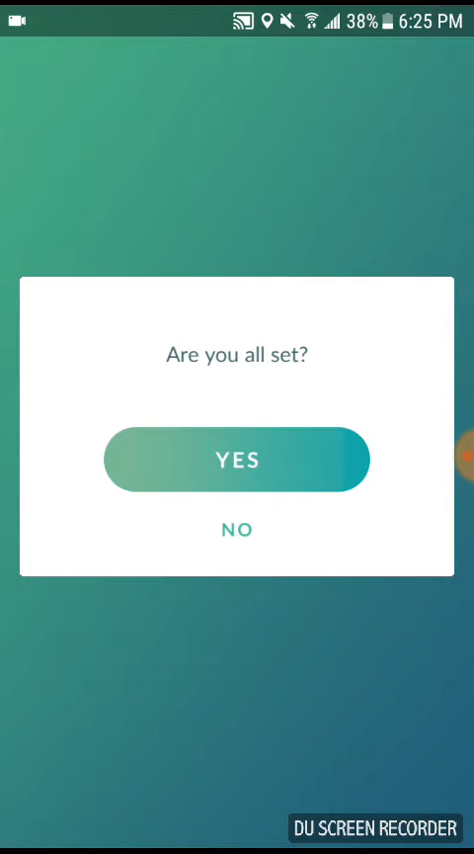 38% 6:25 PM
Are you all set?
YES
NO
DU SCREEN RECORDER